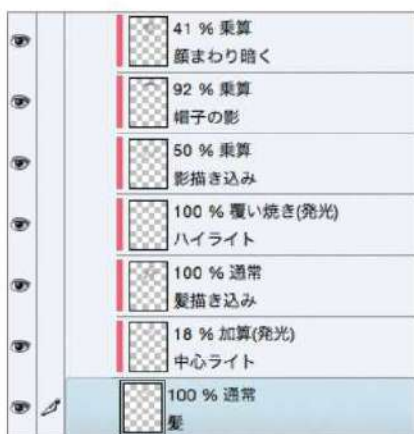 41 % 乗算
顔まわり暗く
92 % 乗算
帽子の影
50 % 乗算
影描き込み
100 % 覆い焼き(発光)
ハイライト
100 % 通常
髪描き込み
18 % 加算(発光)
中心ライト
100 % 通常
髪